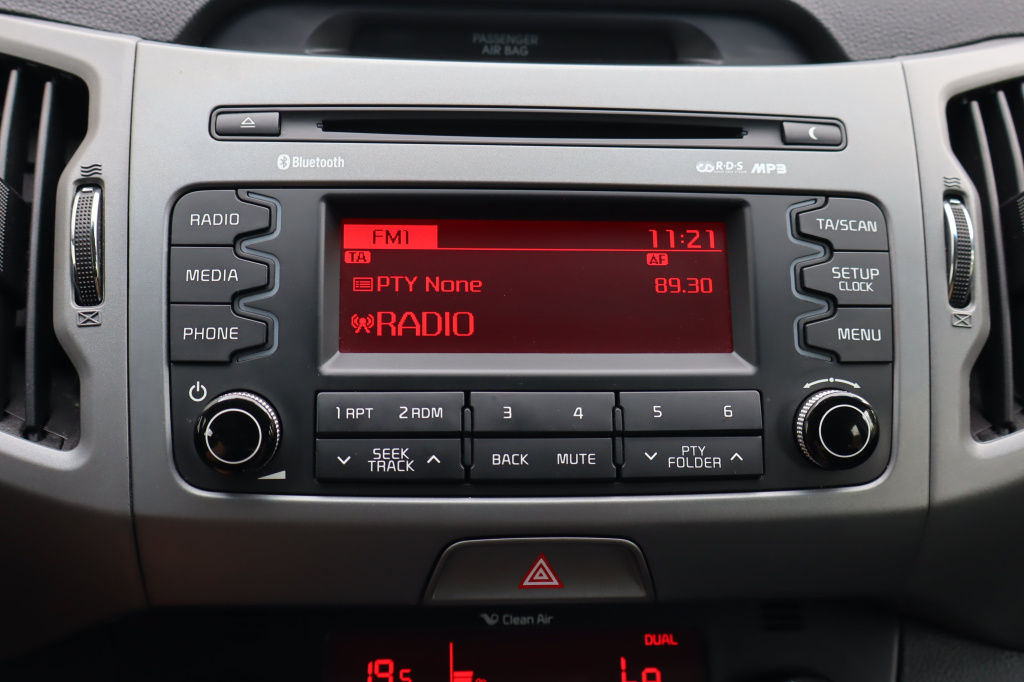 PASSENGER
AIR BAG
Bluetooth
R·D·S MP3
RADIO
TA/SCAN
FM1 11:21
TA AF
MEDIA
SETUP
CLOCK
PTY None 89.30
PHONE
RADIO
MENU
1 RPT 2 RDM 3 4 5 6
SEEK
TRACK
BACK MUTE
PTY
FOLDER
Clean Air
DUAL
19.5